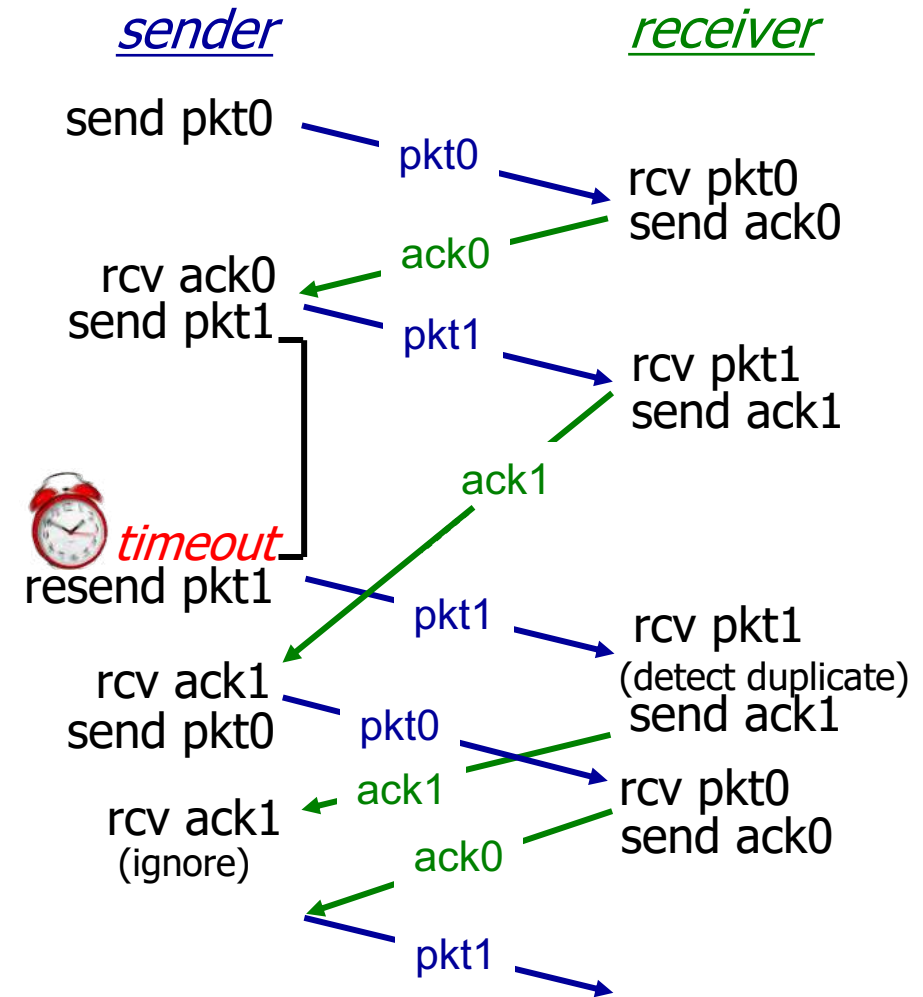 sender receiver
send pkt0
pkt0
rcv pkt0
send ack0
ack0
rcv ack0
send pkt1
pkt1
rcv pkt1
send ack1
ack1
timeout
resend pkt1
pkt1
rcv pkt1
(detect duplicate)
send ack1
rcv ack1
send pkt0
pkt0
ack1
rcv pkt0
send ack0
rcv ack1
(ignore)
ack0
pkt1